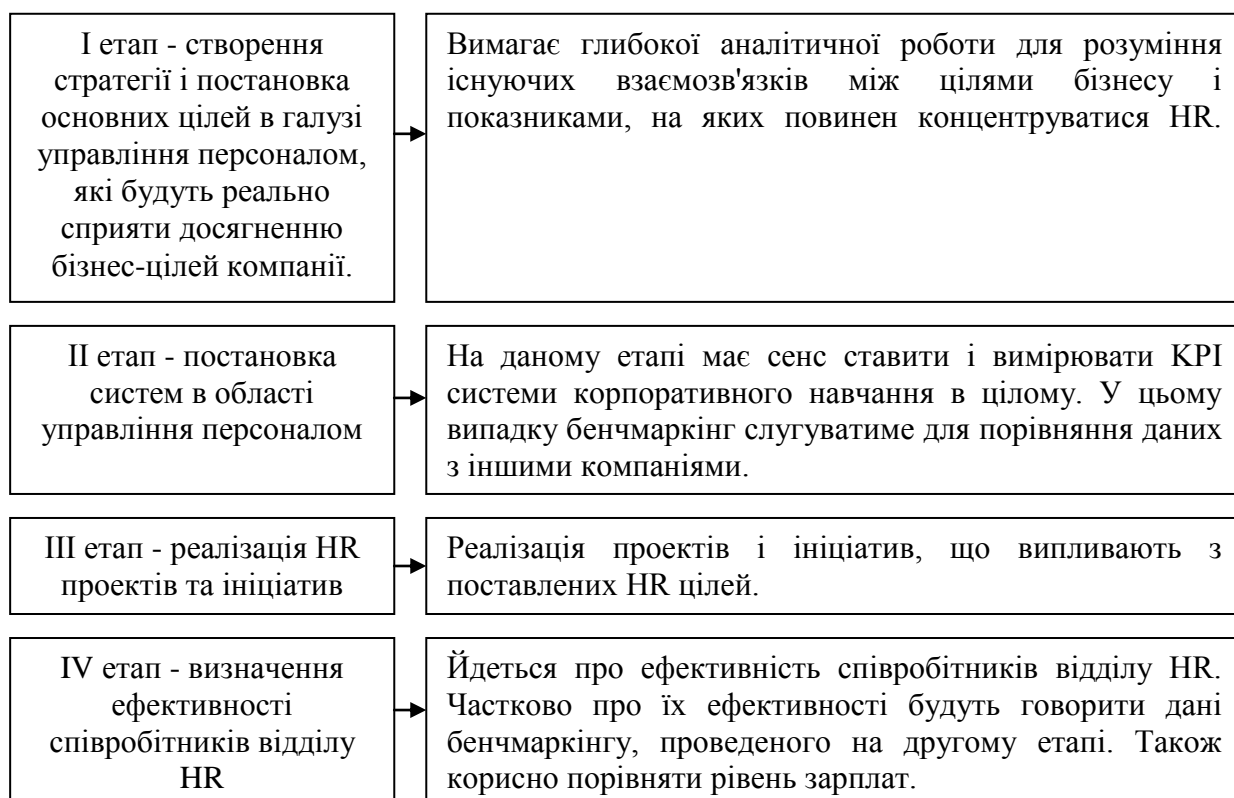 І етап - створення
стратегії і постановка
основних цілей в галузі
управління персоналом,
які будуть реально
сприяти досягненню
бізнес-цілей компанії.
Вимагає глибокої аналітичної роботи для розуміння
існуючих взаємозв'язків між цілями бізнесу і
показниками, на яких повинен концентруватися HR.
ІІ етап - постановка
систем в області
управління персоналом
На даному етапі має сенс ставити і вимірювати KPI
системи корпоративного навчання в цілому. У цьому
випадку бенчмаркінг слугуватиме для порівняння даних
з іншими компаніями.
ІІІ етап - реалізація HR
проектів та ініціатив
Реалізація проектів і ініціатив, що випливають з
поставлених HR цілей.
IV етап - визначення
ефективності
співробітників відділу
HR
Йдеться про ефективність співробітників відділу HR.
Частково про їх ефективності будуть говорити дані
бенчмаркінгу, проведеного на другому етапі. Також
корисно порівняти рівень зарплат.